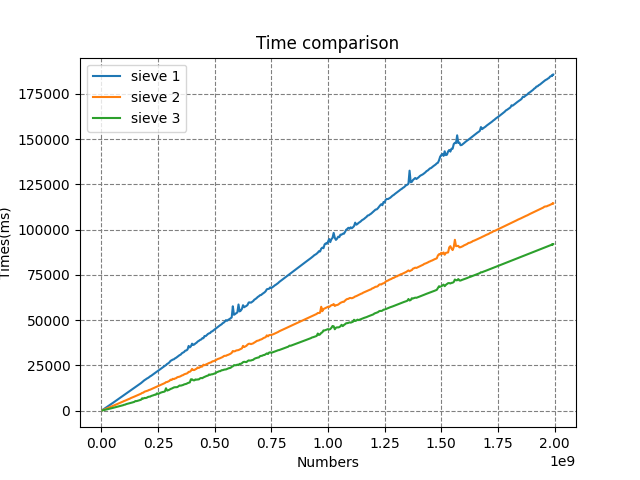 Time comparison
sieve 1
sieve 2
sieve 3
175000
150000
125000
100000
75000
50000
25000
0
Times(ms)
0.00 0.25 0.50 0.75 1.00 1.25 1.50 1.75 2.00
1e9
Numbers